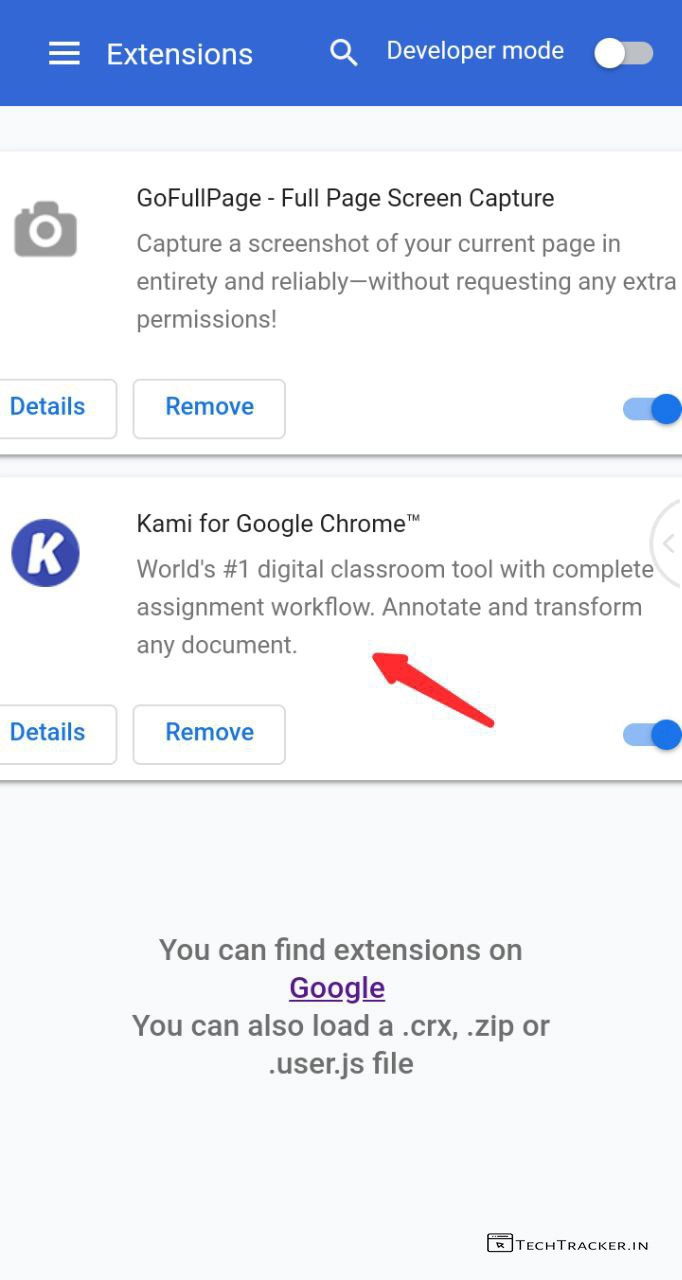 Extensions
Developer mode
GoFullPage - Full Page Screen Capture
Capture a screenshot of your current page in
entirety and reliably—without requesting any extra
permissions!
Details
Remove
K
Kami for Google Chrome™
World's #1 digital classroom tool with complete
assignment workflow. Annotate and transform
any document.
Details
Remove
You can find extensions on
Google
You can also load a .crx, .zip or
.user.js file
TECHTRACKER.IN